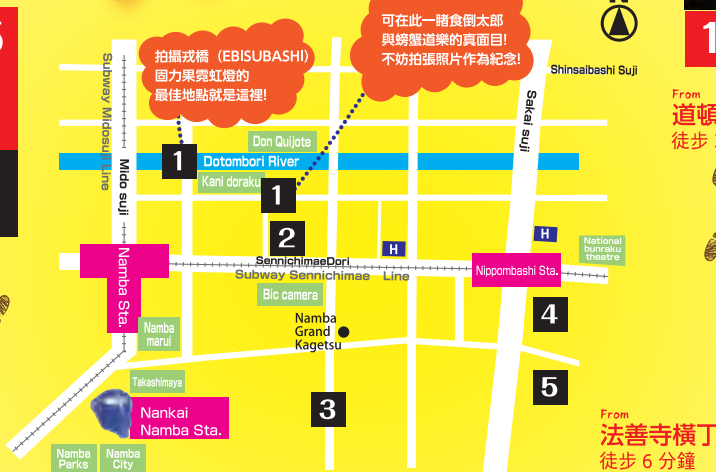 可在此一睹食倒太郎
與螃蟹道樂的真面目!
不妨拍張照片作為紀念!
N
拍攝戎橋（EBISUBASHI）
固力果霓虹燈的
最佳地點就是這裡!
Shinsaibashi Suji
Subway Midosuji Line
Sakai suji
From
道頓
徒步
Don Quijote
1
Dotombori River
Mido suji
Kani doraku
1
2
H
H
National
bunraku
theatre
SennichimaeDori
Subway Sennichimae Line
Namba Sta.
Nippombashi Sta.
Bic camera
4
Namba
Grand
Kagetsu
Namba
marui
Takashimaya
5
3
Nankai
Namba Sta.
From
法善寺橫丁
徒步 6 分鐘
Namba
Parks
Namba
City